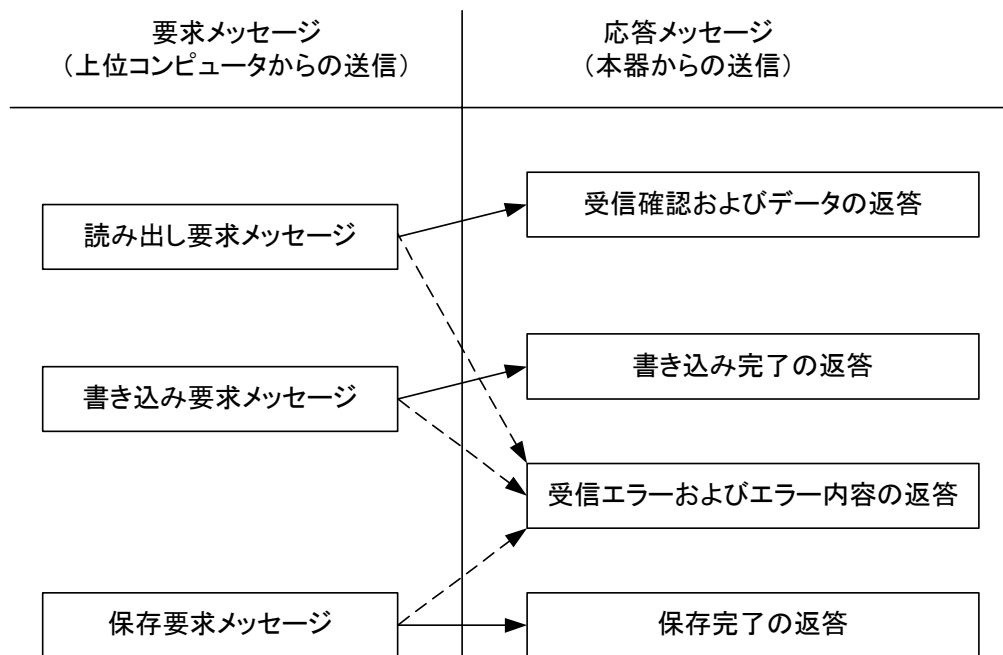 要求メッセージ
（上位コンピュータからの送信）
応答メッセージ
（本器からの送信）
読み出し要求メッセージ
受信確認およびデータの返答
書き込み要求メッセージ
書き込み完了の返答
受信エラーおよびエラー内容の返答
保存要求メッセージ
保存完了の返答